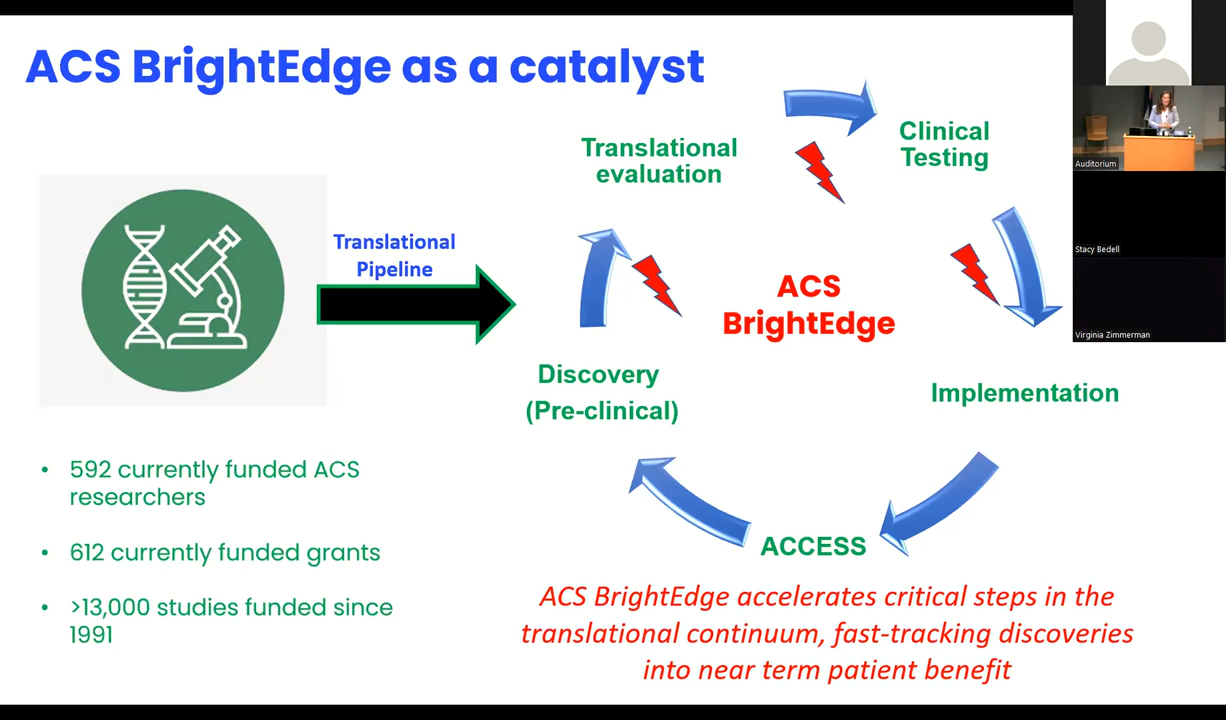 ACS BrightEdge as a catalyst
Translational
Pipeline
592 currently funded ACS
researchers
612 currently funded grants
>13,000 studies funded since
1991
Translational
evaluation
Clinical
Testing
ACS
BrightEdge
Discovery
(Pre-clinical)
Implementation
ACCESS
ACS BrightEdge accelerates critical steps in the
translational continuum, fast-tracking discoveries
into near term patient benefit
Auditorium
Stacy Bedell
Virginia Zimmerman